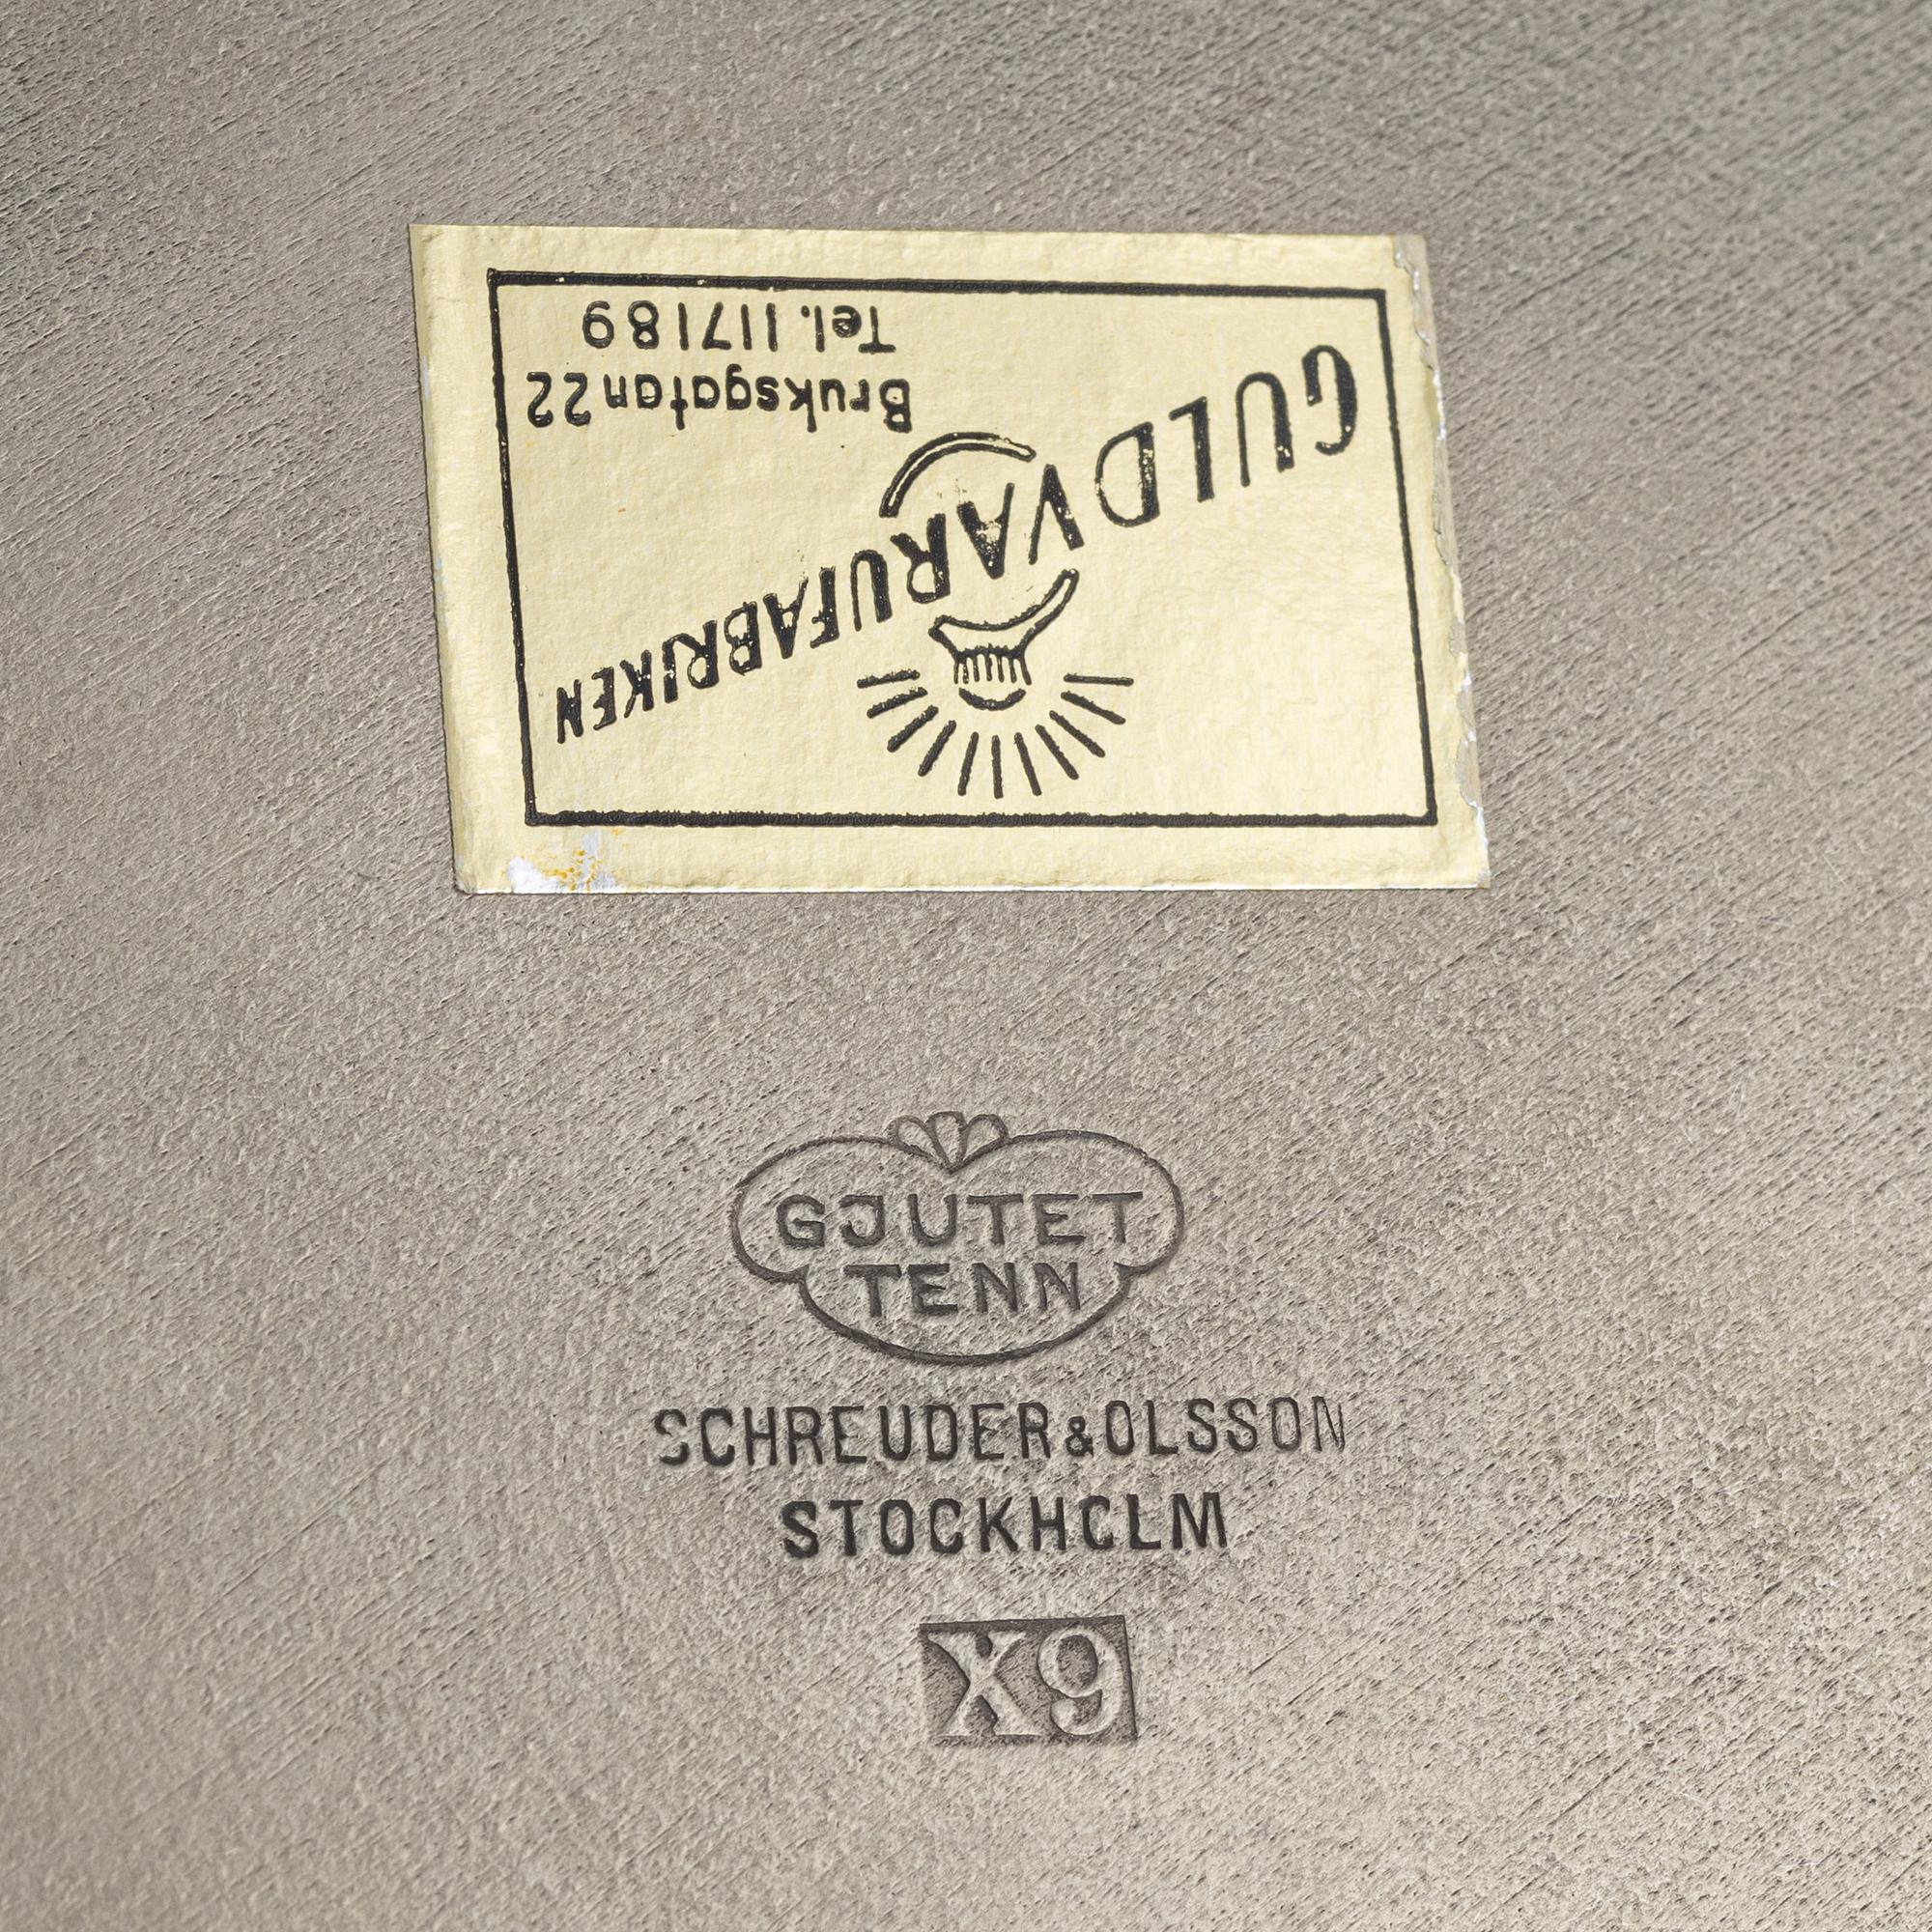 GULDVARUFABRIKEN
Bruksgatan 22
Tel. 117189
GJUTET
TENN
SCHREUDER & OLSSON
STOCKHOLM
X9